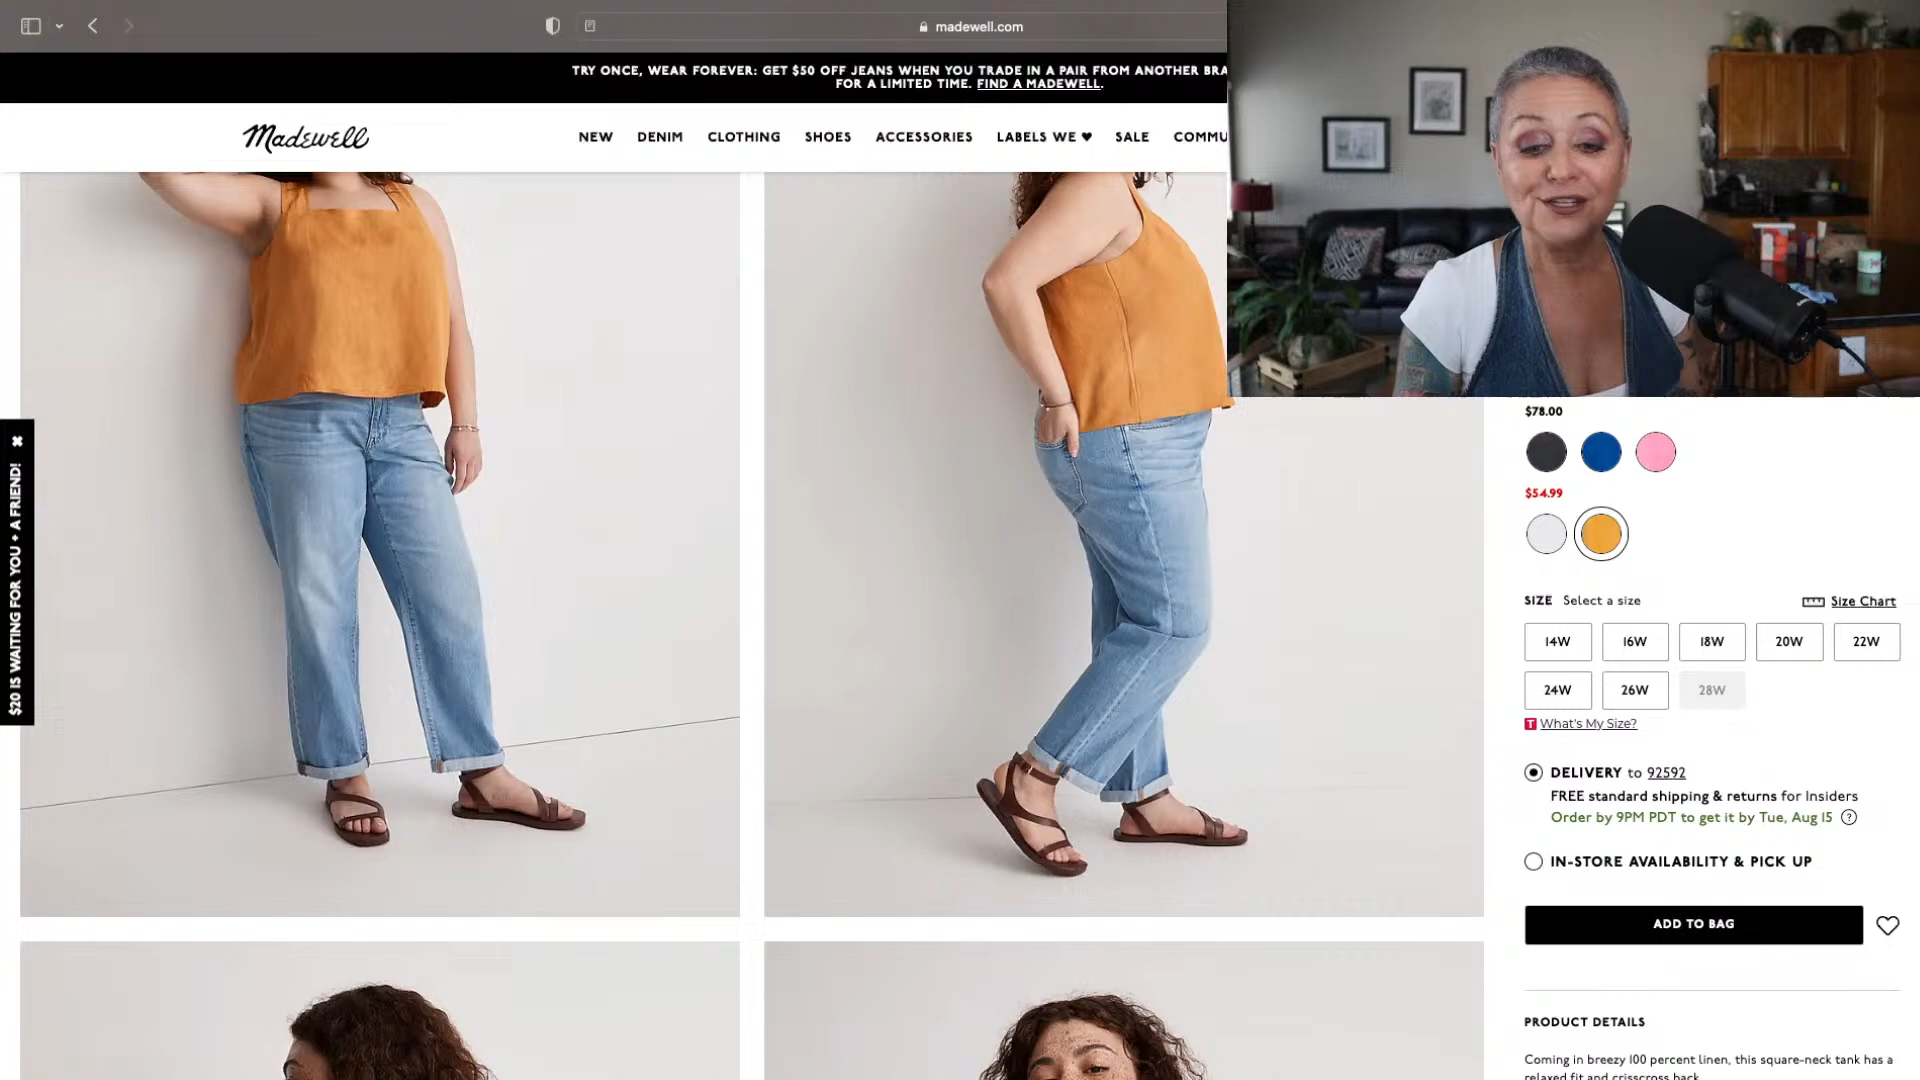 madewell.com
TRY ONCE, WEAR FOREVER: GET $50 OFF JEANS WHEN YOU TRADE IN A PAIR FROM ANOTHER
FOR A LIMITED TIME. FIND A MADEWELL.
Madewell
NEW DENIM CLOTHING SHOES ACCESSORIES LABELS WE ♥ SALE COMMU
$20 IS WAITING FOR YOU + A FRIEND! ✖
$78.00
$54.99
SIZE Select a size Size Chart
14W 16W 18W 20W 22W
24W 26W 28W
T What's My Size?
DELIVERY to 92592
FREE standard shipping & returns for Insiders
Order by 9PM PDT to get it by Tue, Aug 15 ?
IN-STORE AVAILABILITY & PICK UP
ADD TO BAG
PRODUCT DETAILS
Coming in breezy 100 percent linen, this square-neck tank has a
relaxed fit and crisscross back